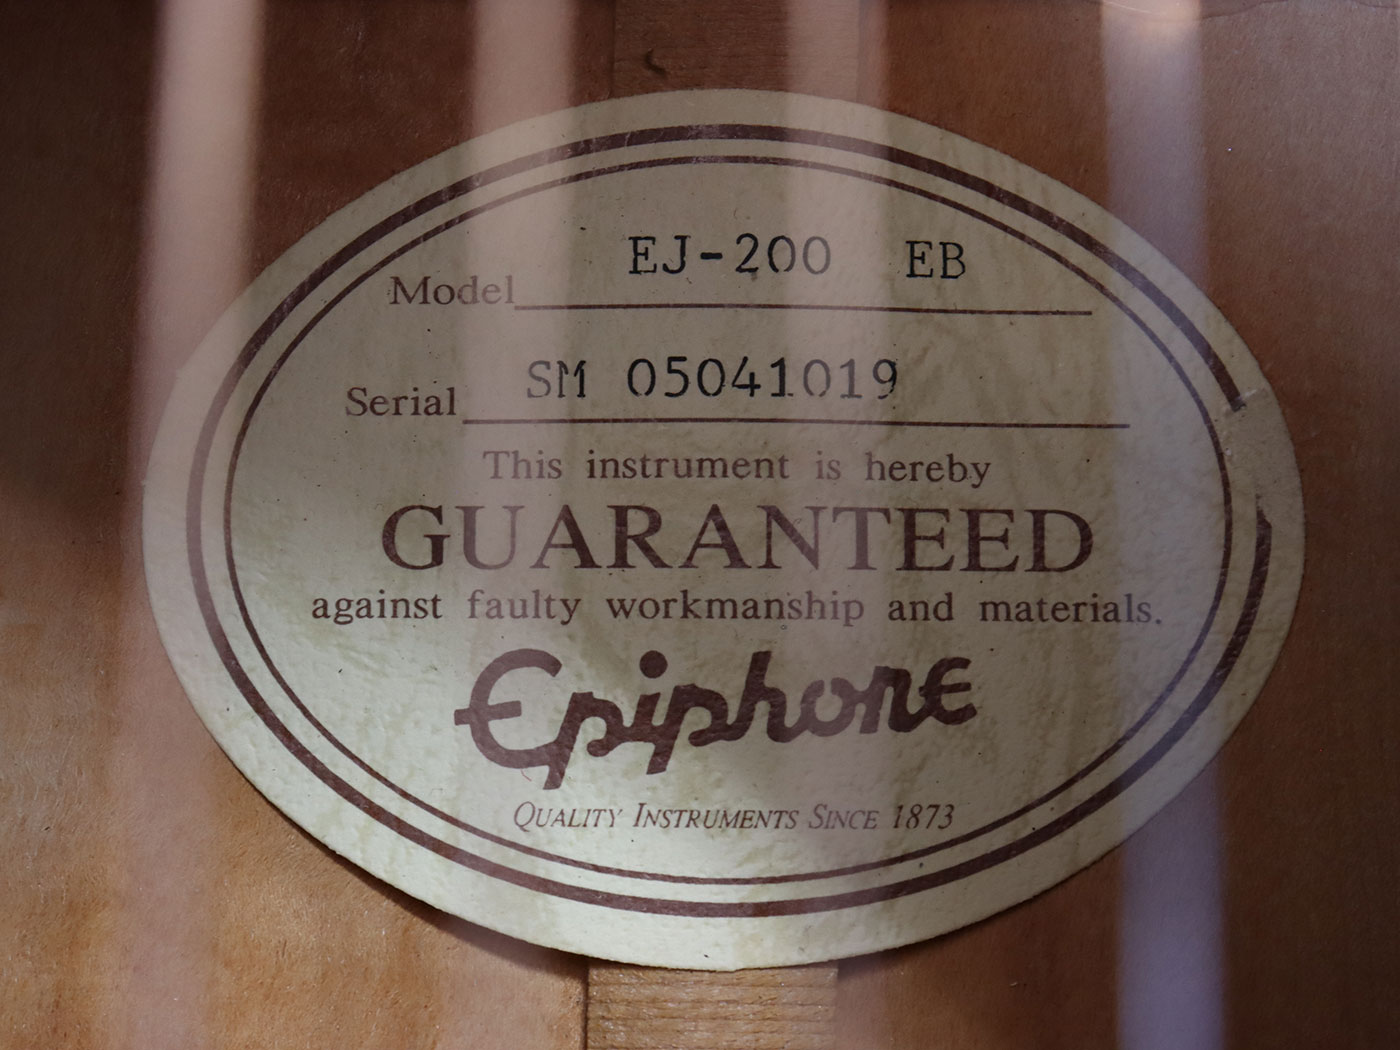 Model EJ-200 EB
Serial SM 05041019
This instrument is hereby
GUARANTEED
against faulty workmanship and materials.
Epiphone
QUALITY INSTRUMENTS SINCE 1873